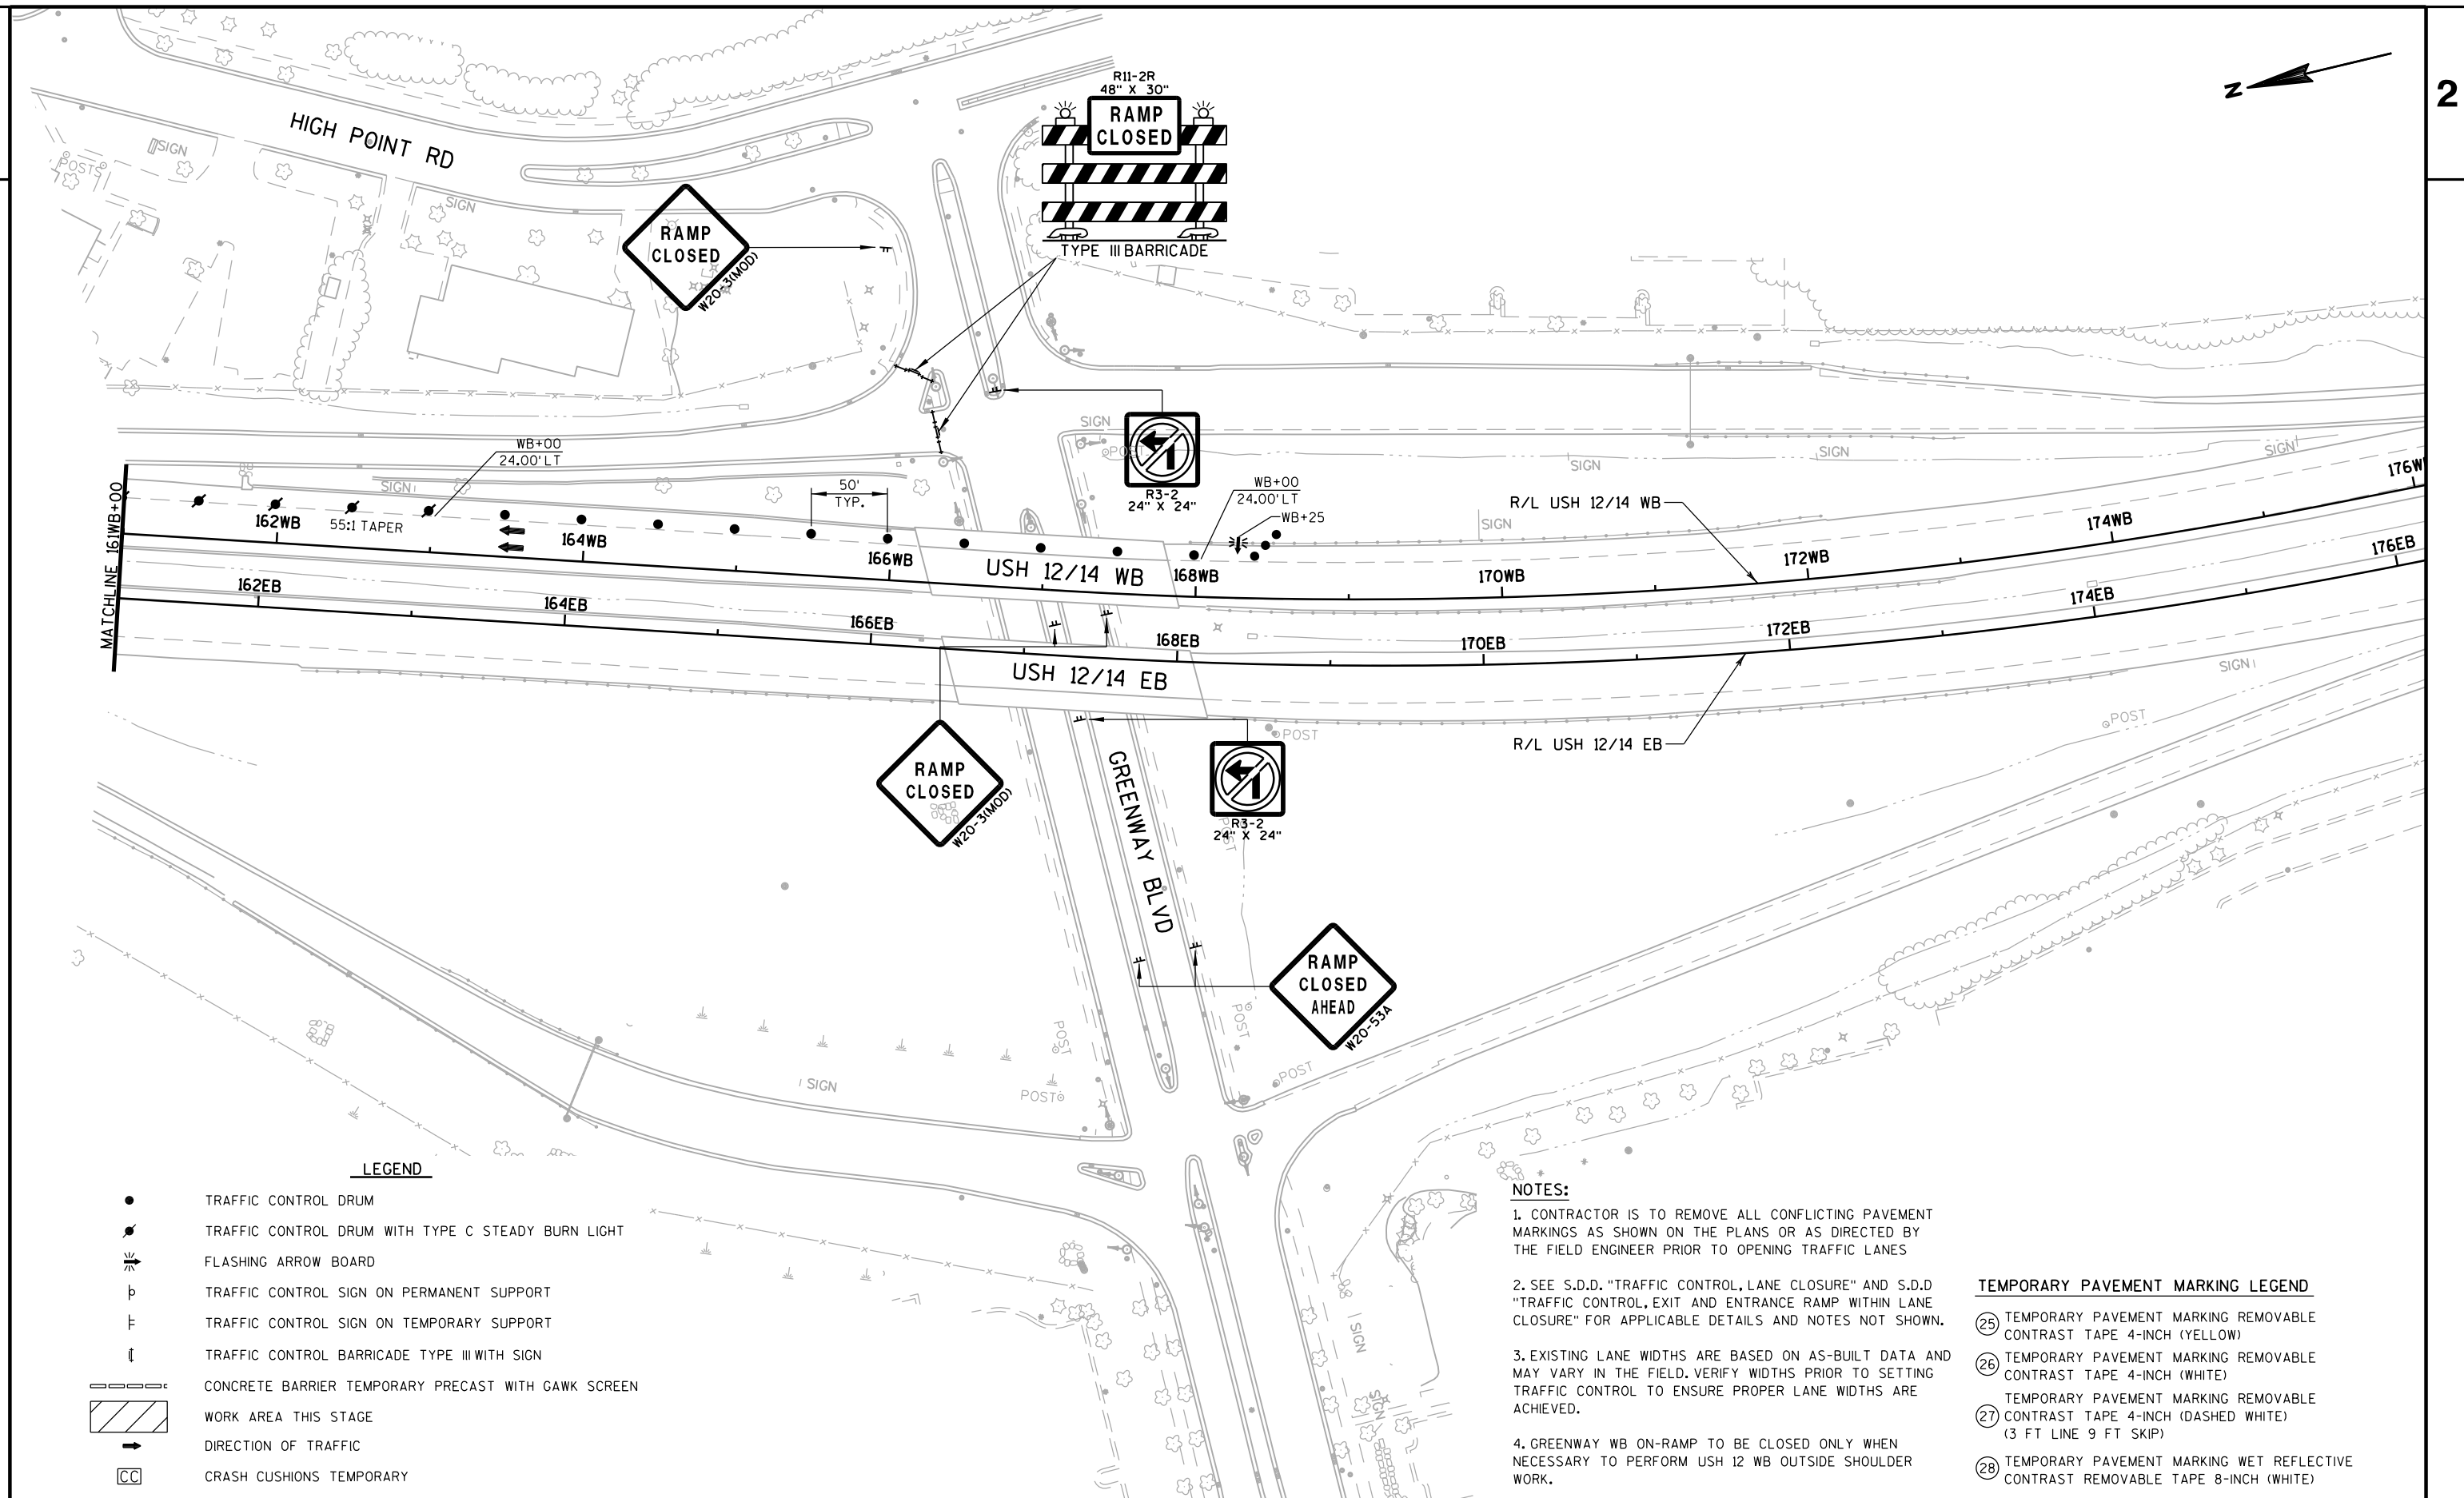 2
N
HIGH POINT RD
SIGN
POSTS
SIGN
R11-2R
48" X 30"
RAMP
CLOSED
TYPE III BARRICADE
RAMP
CLOSED
W20-3(MOD)
SIGN
POST
R3-2
24" X 24"
WB+00
24.00' LT
SIGN
50'
TYP.
WB+00
24.00' LT
WB+25
SIGN
SIGN
SIGN
SIGN
R/L USH 12/14 WB
MATCHLINE 161WB+00
162WB
55:1 TAPER
164WB
166WB
USH 12/14 WB
168WB
170WB
172WB
174WB
176W
162EB
164EB
166EB
168EB
170EB
172EB
174EB
176EB
USH 12/14 EB
R/L USH 12/14 EB
SIGN
POST
POST
RAMP
CLOSED
W20-3(MOD)
GREENWAY BLVD
R3-2
24" X 24"
POST
RAMP
CLOSED
AHEAD
W20-53A
POST
POST
POST
POST
SIGN
SIGN
SIGN
LEGEND
TRAFFIC CONTROL DRUM
TRAFFIC CONTROL DRUM WITH TYPE C STEADY BURN LIGHT
FLASHING ARROW BOARD
TRAFFIC CONTROL SIGN ON PERMANENT SUPPORT
TRAFFIC CONTROL SIGN ON TEMPORARY SUPPORT
TRAFFIC CONTROL BARRICADE TYPE III WITH SIGN
CONCRETE BARRIER TEMPORARY PRECAST WITH GAWK SCREEN
WORK AREA THIS STAGE
DIRECTION OF TRAFFIC
CC CRASH CUSHIONS TEMPORARY
NOTES:
1. CONTRACTOR IS TO REMOVE ALL CONFLICTING PAVEMENT
MARKINGS AS SHOWN ON THE PLANS OR AS DIRECTED BY
THE FIELD ENGINEER PRIOR TO OPENING TRAFFIC LANES
2. SEE S.D.D. "TRAFFIC CONTROL, LANE CLOSURE" AND S.D.D
"TRAFFIC CONTROL, EXIT AND ENTRANCE RAMP WITHIN LANE
CLOSURE" FOR APPLICABLE DETAILS AND NOTES NOT SHOWN.
3. EXISTING LANE WIDTHS ARE BASED ON AS-BUILT DATA AND
MAY VARY IN THE FIELD. VERIFY WIDTHS PRIOR TO SETTING
TRAFFIC CONTROL TO ENSURE PROPER LANE WIDTHS ARE
ACHIEVED.
4. GREENWAY WB ON-RAMP TO BE CLOSED ONLY WHEN
NECESSARY TO PERFORM USH 12 WB OUTSIDE SHOULDER
WORK.
TEMPORARY PAVEMENT MARKING LEGEND
25 TEMPORARY PAVEMENT MARKING REMOVABLE
CONTRAST TAPE 4-INCH (YELLOW)
26 TEMPORARY PAVEMENT MARKING REMOVABLE
CONTRAST TAPE 4-INCH (WHITE)
27 TEMPORARY PAVEMENT MARKING REMOVABLE
CONTRAST TAPE 4-INCH (DASHED WHITE)
(3 FT LINE 9 FT SKIP)
28 TEMPORARY PAVEMENT MARKING WET REFLECTIVE
CONTRAST REMOVABLE TAPE 8-INCH (WHITE)